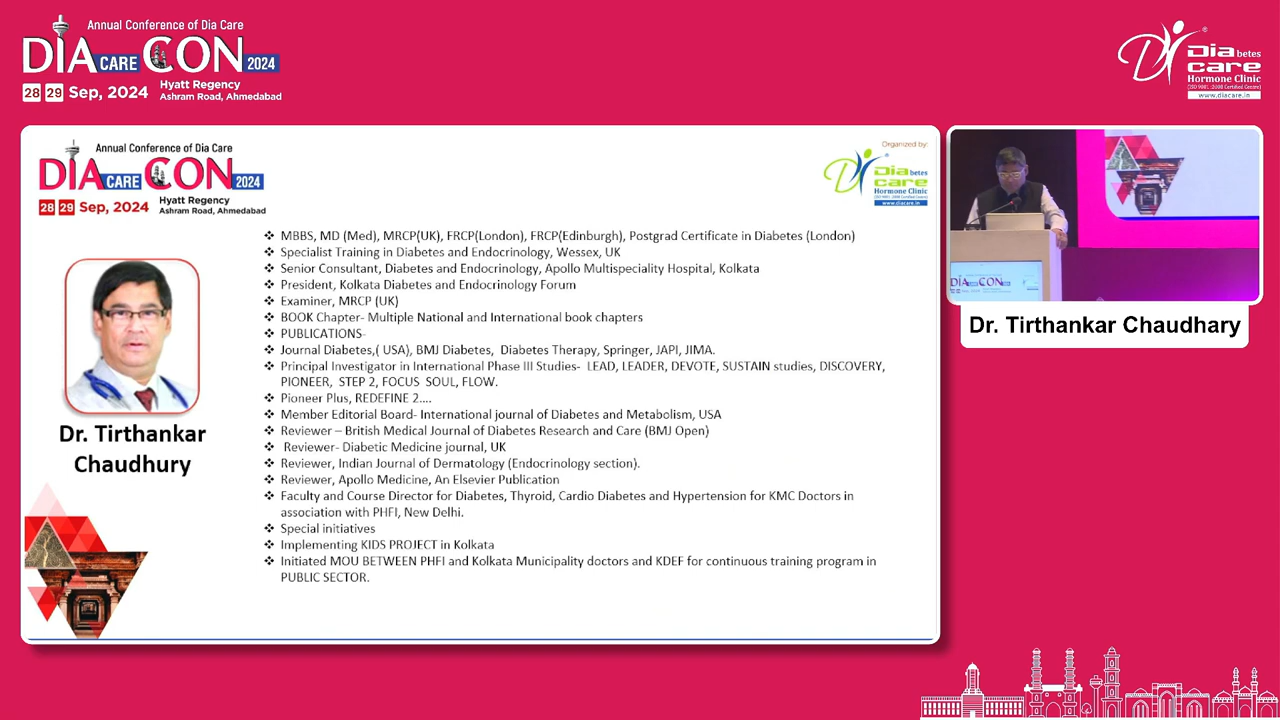 Annual Conference of Dia Care
DIA CARE CON 2024
28 29 Sep, 2024
Hyatt Regency
Ashram Road, Ahmedabad
Diabetes
care
Hormone Clinic
(ISO 9001 :2008 Certified Centre)
www.diacare.in
Annual Conference of Dia Care
DIA CARE CON 2024
28 29 Sep, 2024
Hyatt Regency
Ashram Road, Ahmedabad
Organized by:
Diabetes
care
Hormone Clinic
www.diacare.in
❖ MBBS, MD (Med), MRCP(UK), FRCP(London), FRCP(Edinburgh), Postgrad Certificate in Diabetes (London)
❖ Specialist Training in Diabetes and Endocrinology, Wessex, UK
❖ Senior Consultant, Diabetes and Endocrinology, Apollo Multispeciality Hospital, Kolkata
❖ President, Kolkata Diabetes and Endocrinology Forum
❖ Examiner, MRCP (UK)
❖ BOOK Chapter- Multiple National and International book chapters
❖ PUBLICATIONS-
❖ Journal Diabetes,( USA), BMJ Diabetes, Diabetes Therapy, Springer, JAPI, JIMA.
❖ Principal Investigator in International Phase III Studies- LEAD, LEADER, DEVOTE, SUSTAIN studies, DISCOVERY,
PIONEER, STEP 2, FOCUS SOUL, FLOW.
❖ Pioneer Plus, REDEFINE 2....
❖ Member Editorial Board- International journal of Diabetes and Metabolism, USA
❖ Reviewer – British Medical Journal of Diabetes Research and Care (BMJ Open)
❖ Reviewer- Diabetic Medicine journal, UK
❖ Reviewer, Indian Journal of Dermatology (Endocrinology section).
❖ Reviewer, Apollo Medicine, An Elsevier Publication
❖ Faculty and Course Director for Diabetes, Thyroid, Cardio Diabetes and Hypertension for KMC Doctors in
association with PHFI, New Delhi.
❖ Special initiatives
❖ Implementing KIDS PROJECT in Kolkata
❖ Initiated MOU BETWEEN PHFI and Kolkata Municipality doctors and KDEF for continuous training program in
PUBLIC SECTOR.
Dr. Tirthankar
Chaudhury
DIA CON
Dr. Tirthankar Chaudhary